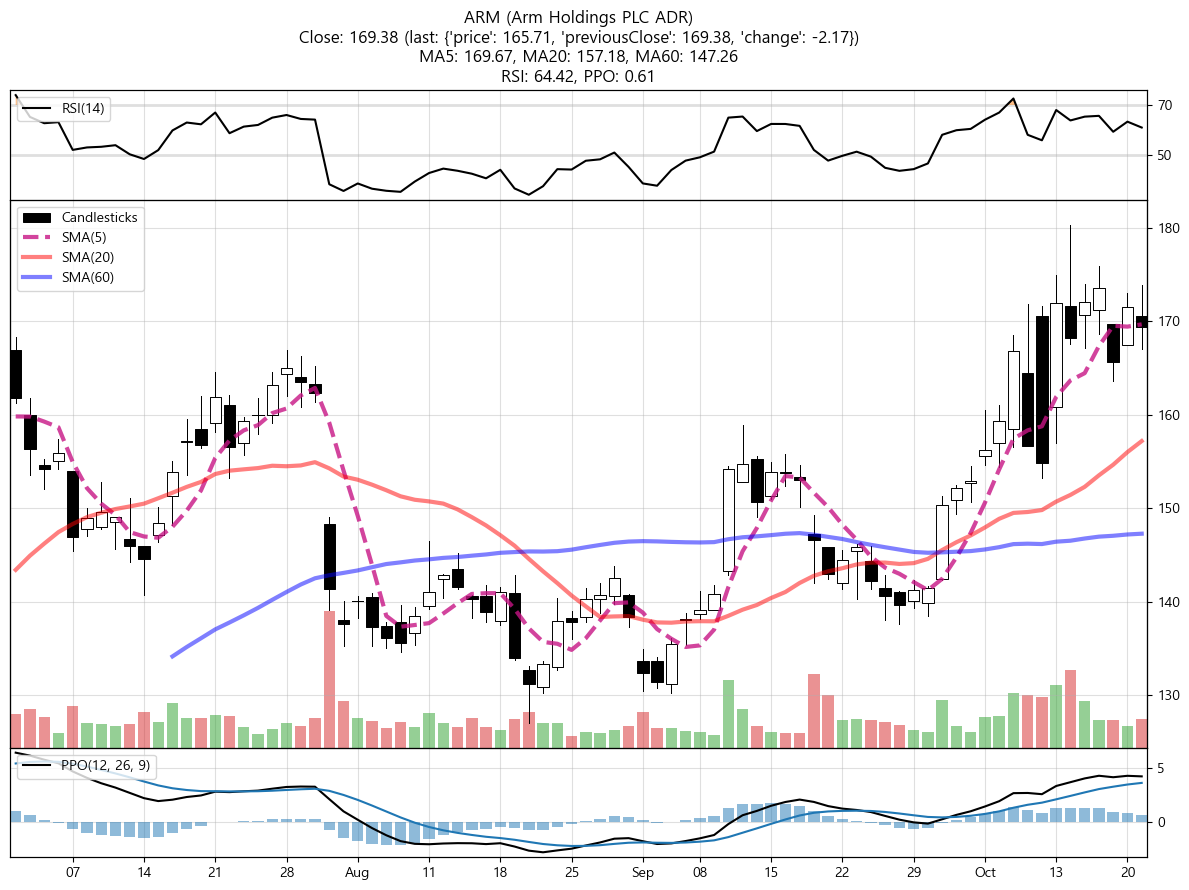 ARM (Arm Holdings PLC ADR)
Close: 169.38 (last: {'price': 165.71, 'previousClose': 169.38, 'change': -2.17})
MA5: 169.67, MA20: 157.18, MA60: 147.26
RSI: 64.42, PPO: 0.61
RSI(14)
70
50
Candlesticks
SMA(5)
SMA(20)
SMA(60)
180
170
160
150
140
130
PPO(12, 26, 9)
5
0
07 14 21 28 Aug 11 18 25 Sep 08 15 22 29 Oct 13 20